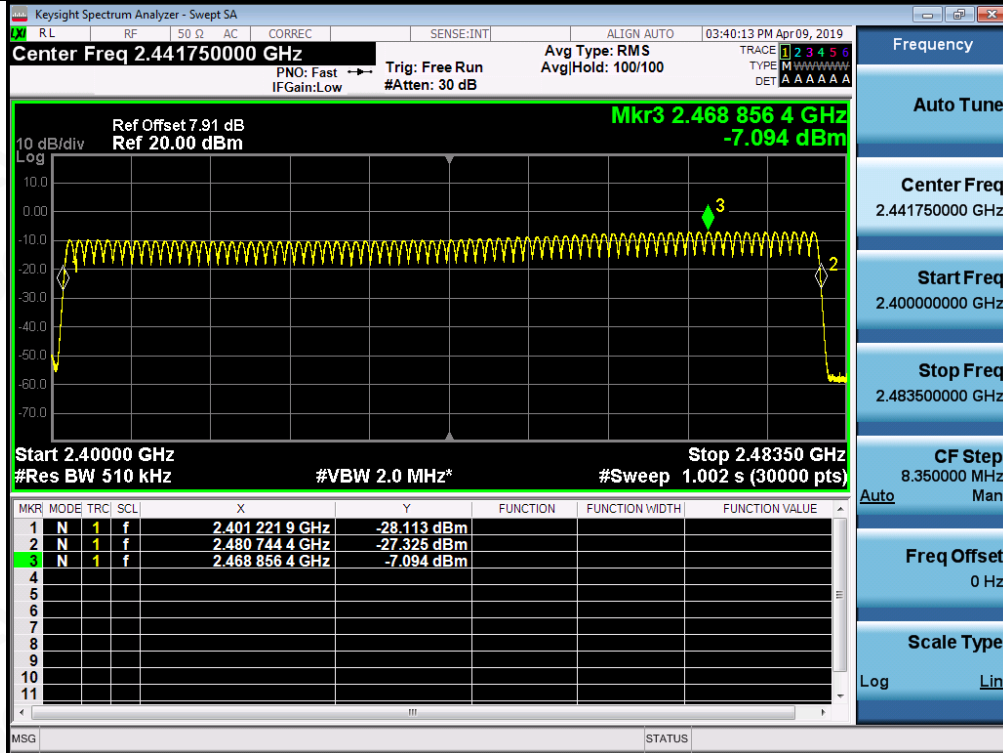 Keysight Spectrum Analyzer - Swept SA
LXI RL RF 50 Ω AC CORREC SENSE:INT ALIGN AUTO 03:40:13 PM Apr 09, 2019
Center Freq 2.441750000 GHz
PNO: Fast
IFGain:Low
Trig: Free Run
#Atten: 30 dB
Avg Type: RMS
Avg|Hold: 100/100
TRACE 1 2 3 4 5 6
TYPE M W W W W W
DET A A A A A A
Mkr3 2.468 856 4 GHz
-7.094 dBm
Ref Offset 7.91 dB
10 dB/div Ref 20.00 dBm
Log
10.0
0.00
-10.0
-20.0
-30.0
-40.0
-50.0
-60.0
-70.0
3
2
Start 2.40000 GHz Stop 2.48350 GHz
#Res BW 510 kHz #VBW 2.0 MHz* #Sweep 1.002 s (30000 pts)
MKR MODE TRC SCL X Y FUNCTION FUNCTION WIDTH FUNCTION VALUE
1 N 1 f 2.401 221 9 GHz -28.113 dBm
2 N 1 f 2.480 744 4 GHz -27.325 dBm
3 N 1 f 2.468 856 4 GHz -7.094 dBm
4
5
6
7
8
9
10
11
MSG STATUS
Frequency
Auto Tune
Center Freq
2.441750000 GHz
Start Freq
2.400000000 GHz
Stop Freq
2.483500000 GHz
CF Step
8.350000 MHz
Auto Man
Freq Offset
0 Hz
Scale Type
Log Lin